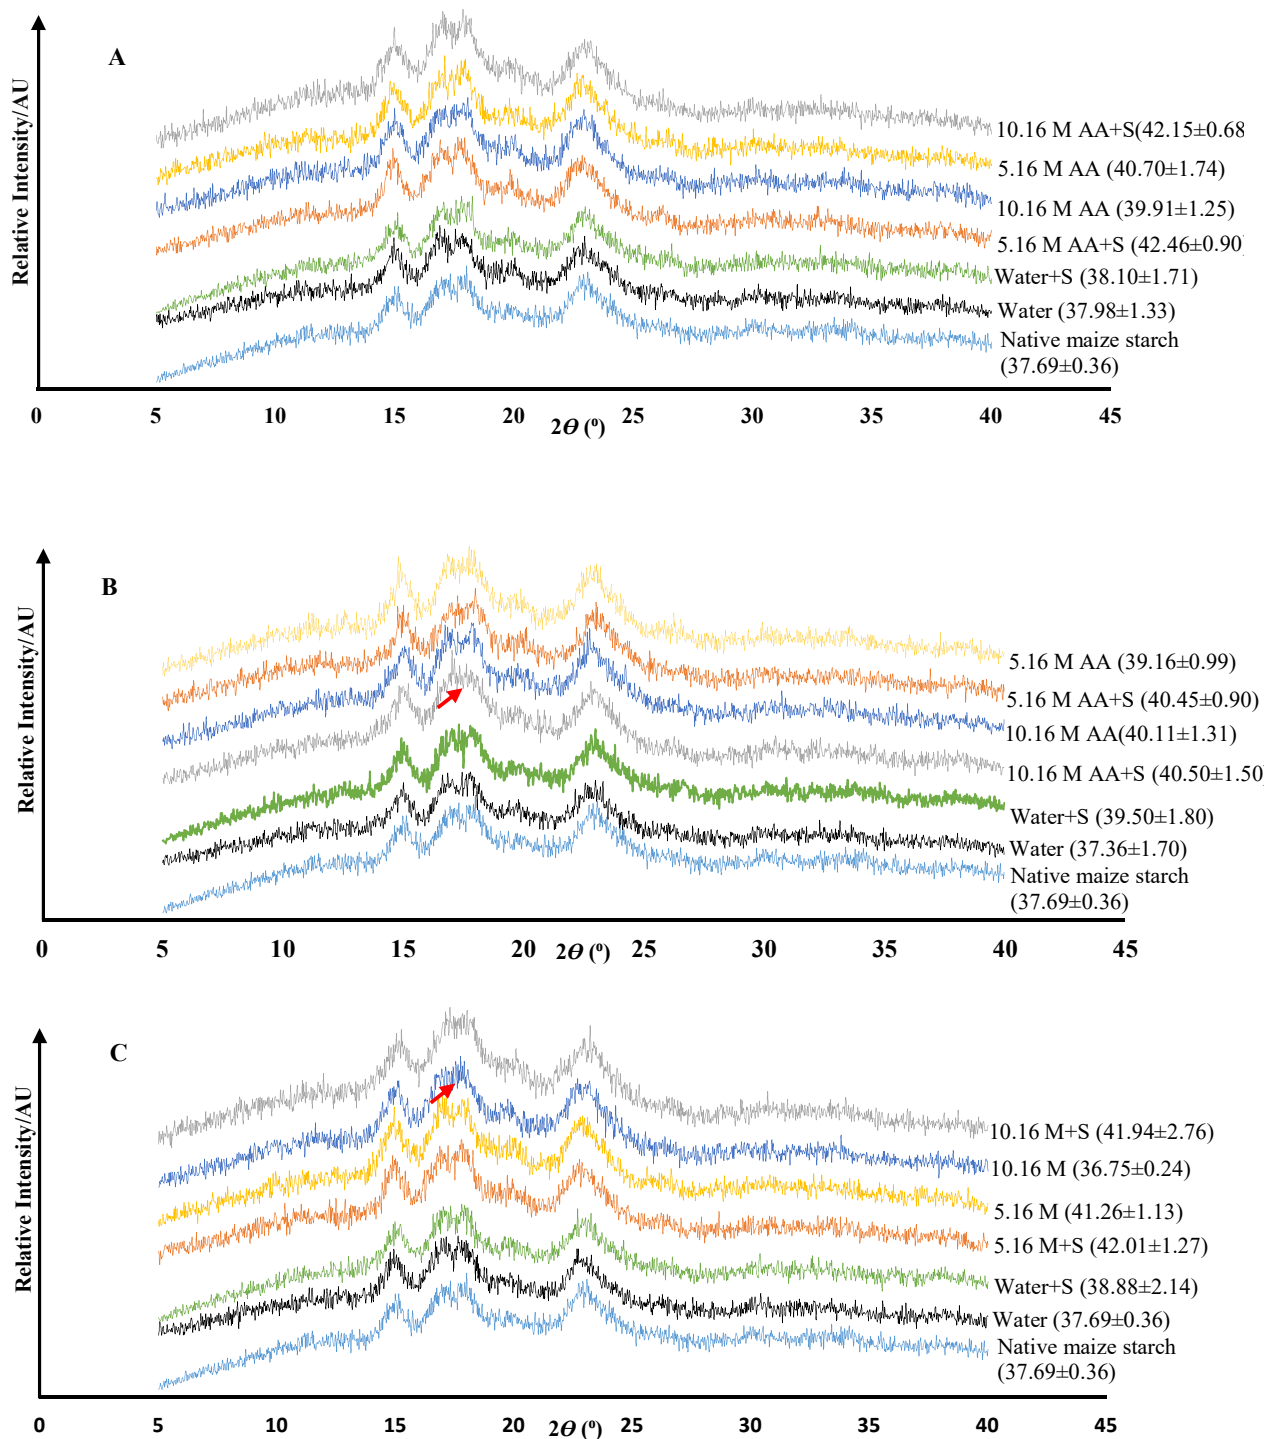 A
Relative Intensity/AU
10.16 M AA+S(42.15±0.68
5.16 M AA (40.70±1.74)
10.16 M AA (39.91±1.25)
5.16 M AA+S (42.46±0.90)
Water+S (38.10±1.71)
Water (37.98±1.33)
Native maize starch
(37.69±0.36)
0 5 10 15 20 25 30 35 40 45
2Θ (º)
B
Relative Intensity/AU
5.16 M AA (39.16±0.99)
5.16 M AA+S (40.45±0.90)
10.16 M AA(40.11±1.31)
10.16 M AA+S (40.50±1.50)
Water+S (39.50±1.80)
Water (37.36±1.70)
Native maize starch
(37.69±0.36)
0 5 10 15 20 2Θ (º) 25 30 35 40 45
C
Relative Intensity/AU
10.16 M+S (41.94±2.76)
10.16 M (36.75±0.24)
5.16 M (41.26±1.13)
5.16 M+S (42.01±1.27)
Water+S (38.88±2.14)
Water (37.69±0.36)
Native maize starch
(37.69±0.36)
0 5 10 15 20 2Θ (º) 25 30 35 40 45